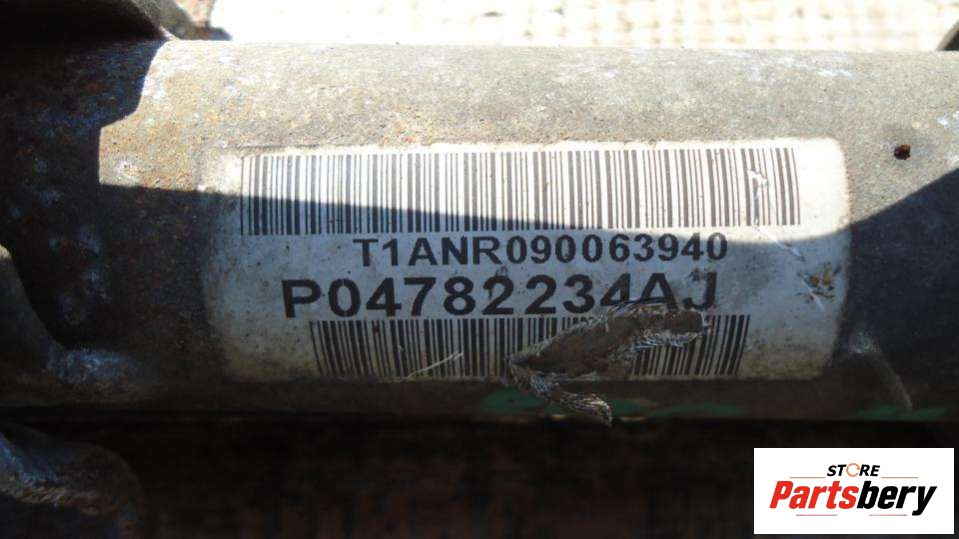 T1ANR090063940
P04782234AJ
STORE
Partsbery